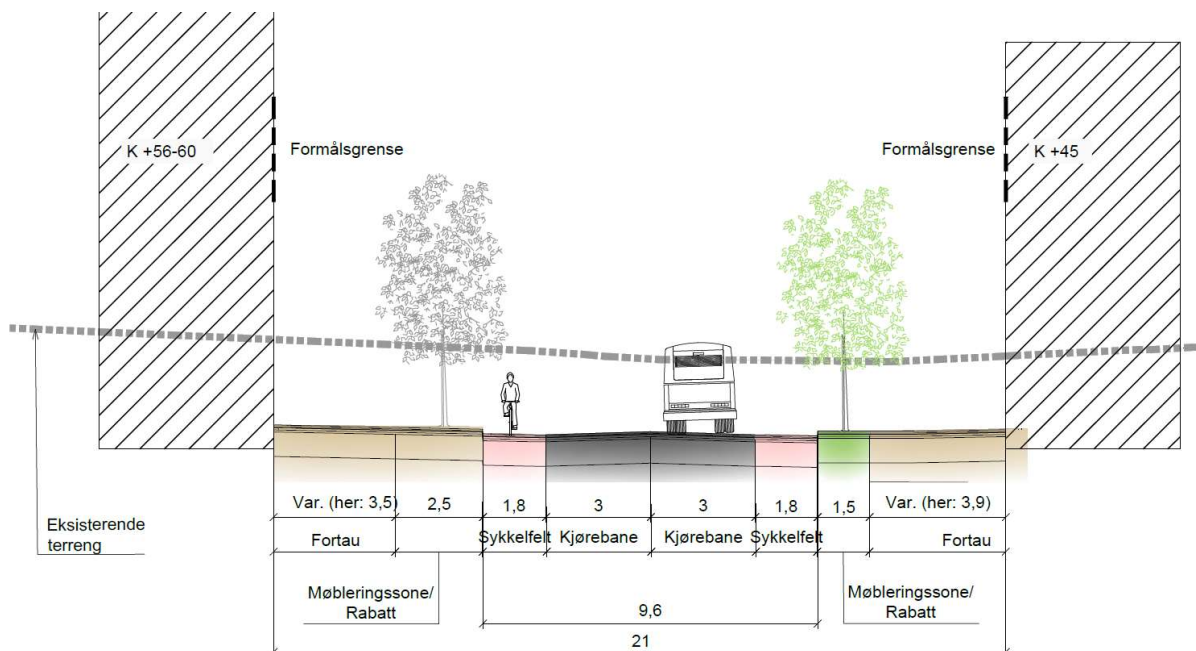 K +56-60
Formålsgrense
Formålsgrense
K +45
Eksisterende
terreng
Var. (her: 3,5)
2,5
1,8
3
3
1,8
1,5
Var. (her: 3,9)
Fortau
Sykkelfelt
Kjørebane
Kjørebane
Sykkelfelt
Fortau
Møbleringssone/
Rabatt
9,6
Møbleringssone/
Rabatt
21